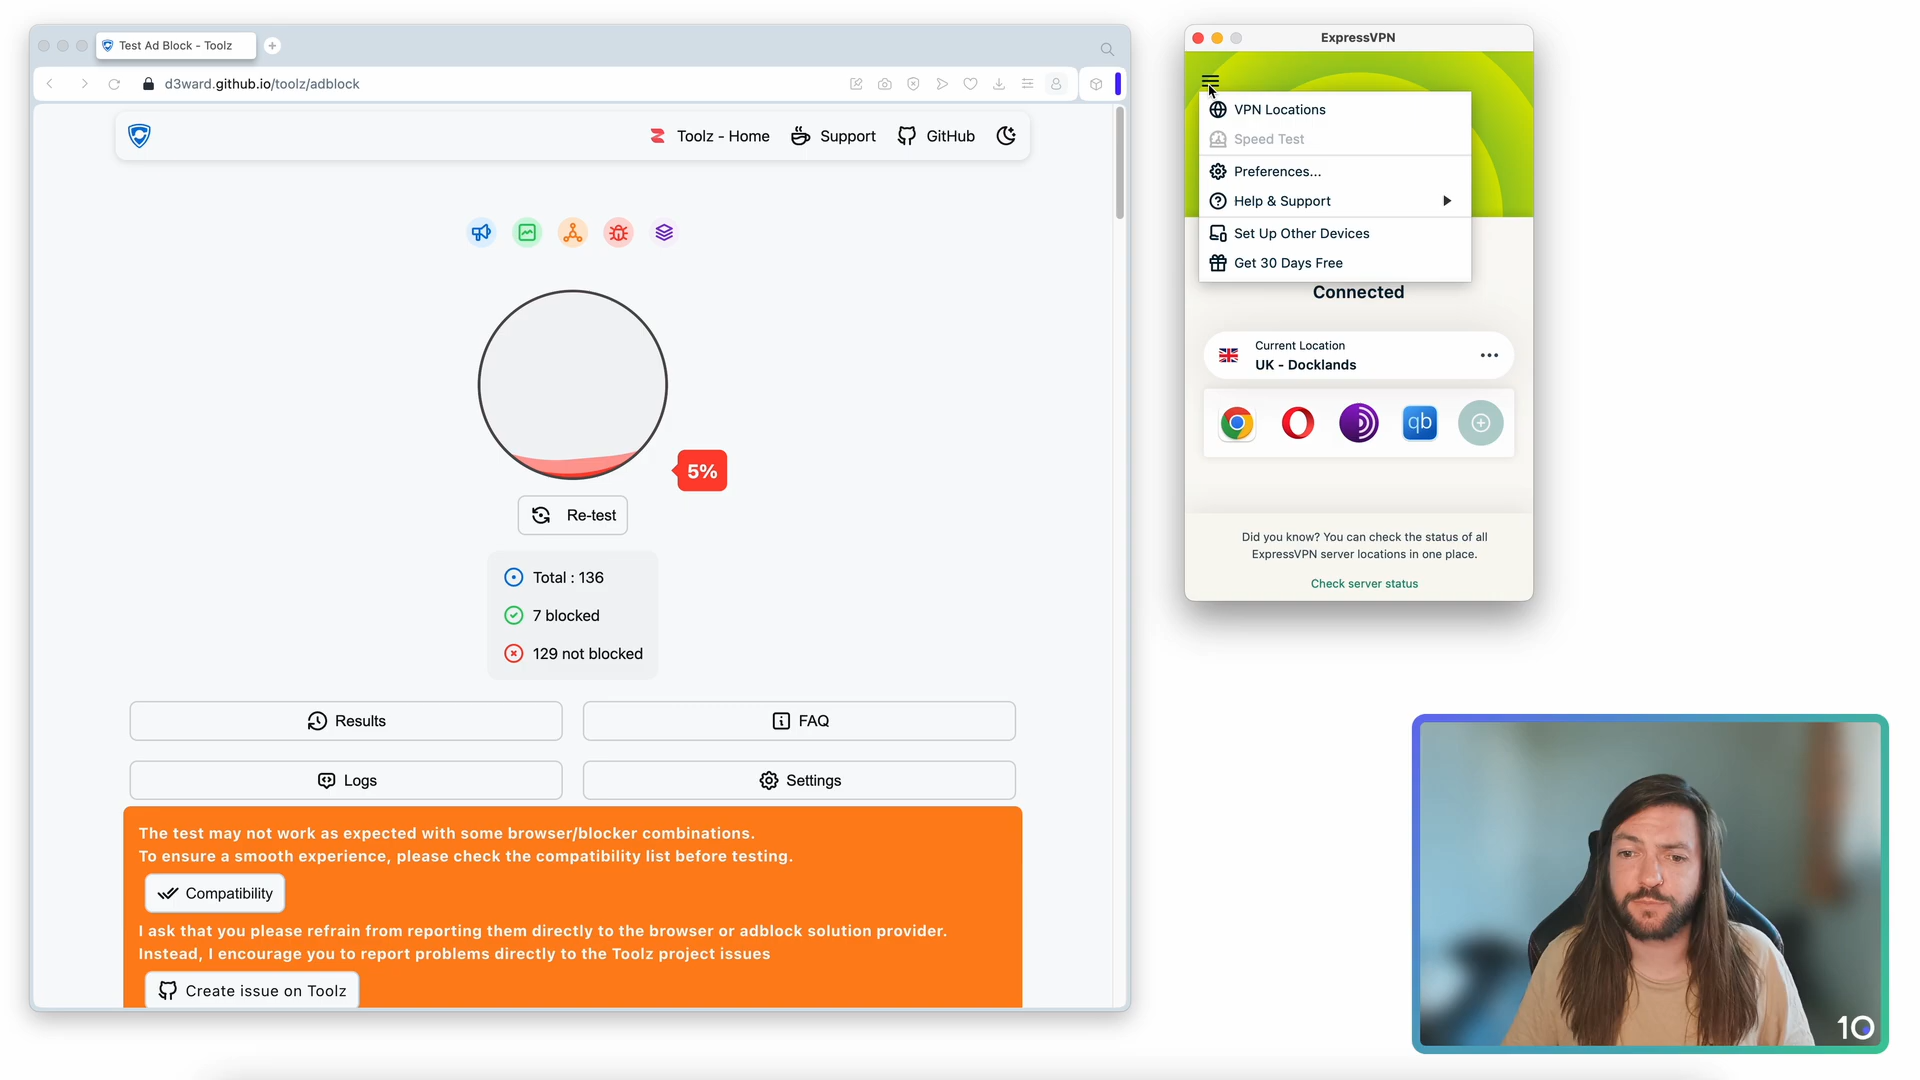 Test Ad Block - Toolz
d3ward.github.io/toolz/adblock
Toolz - Home
Support
GitHub
5%
Re-test
Total : 136
7 blocked
129 not blocked
Results
FAQ
Logs
Settings
The test may not work as expected with some browser/blocker combinations.
To ensure a smooth experience, please check the compatibility list before testing.
Compatibility
I ask that you please refrain from reporting them directly to the browser or adblock solution provider.
Instead, I encourage you to report problems directly to the Toolz project issues
Create issue on Toolz
ExpressVPN
VPN Locations
Speed Test
Preferences...
Help & Support
Set Up Other Devices
Get 30 Days Free
Connected
Current Location
UK - Docklands
qb
Did you know? You can check the status of all
ExpressVPN server locations in one place.
Check server status
10